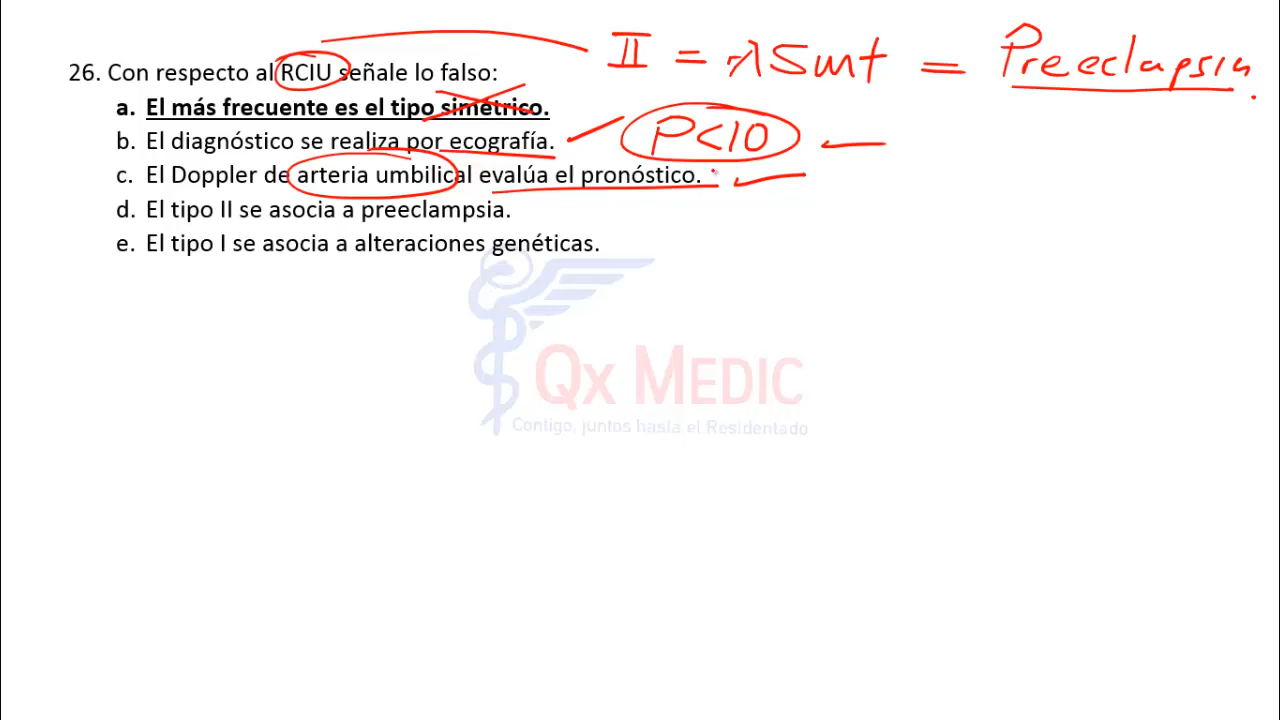 II = ASmt = Preeclapsia.
26. Con respecto al RCIU señale lo falso:
a. El más frecuente es el tipo simétrico.
b. El diagnóstico se realiza por ecografía.
P<10
c. El Doppler de arteria umbilical evalúa el pronóstico.
d. El tipo II se asocia a preeclampsia.
e. El tipo I se asocia a alteraciones genéticas.
Qx MEDIC
Contigo, juntos hasta el Residentado